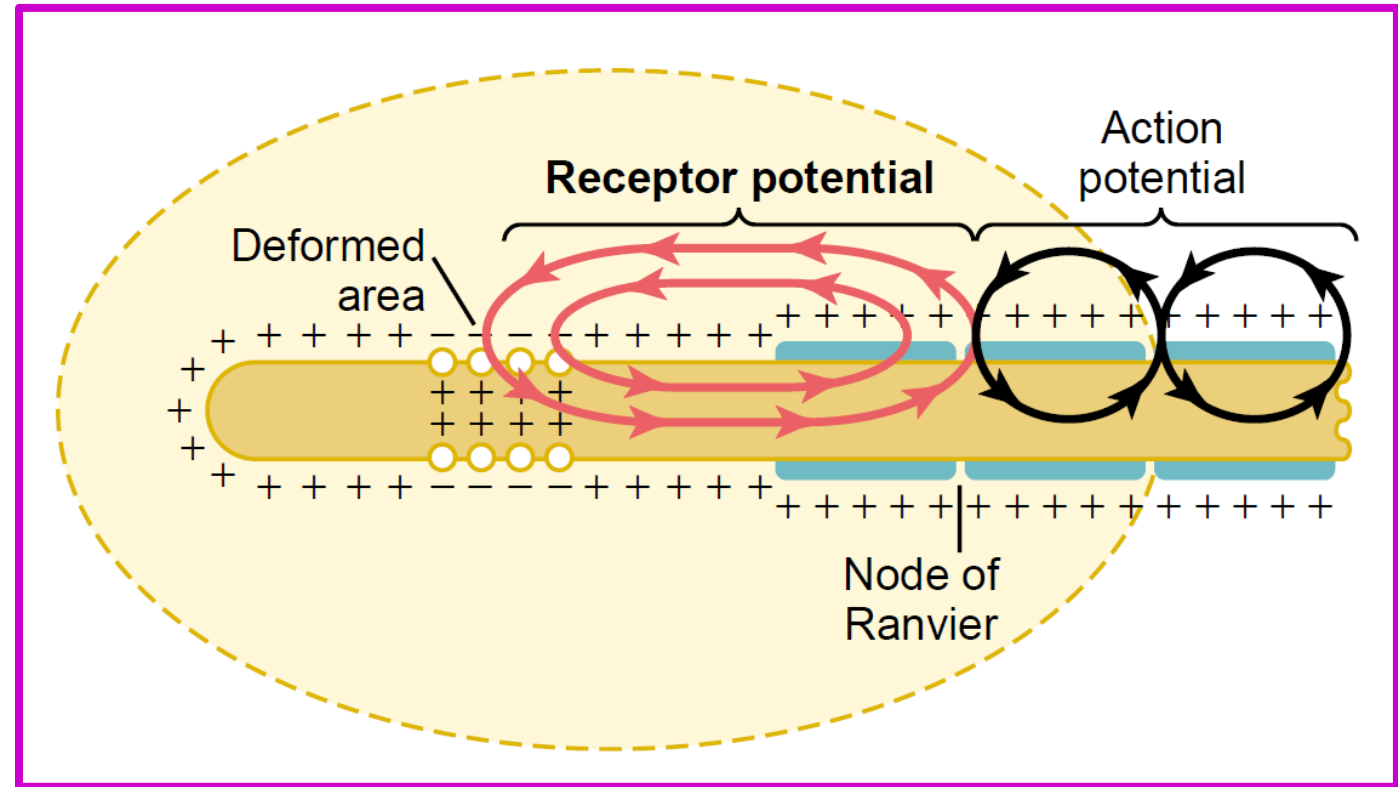 Action
potential
Receptor potential
Deformed
area
+ + + + + − − − − + + + + + + + + + + + + + + + + + + + +
+ + + +
+
+ + + +
+
+ + + + + − − − − + + + + + + + + + + + + + + + + + + + +
Node of
Ranvier